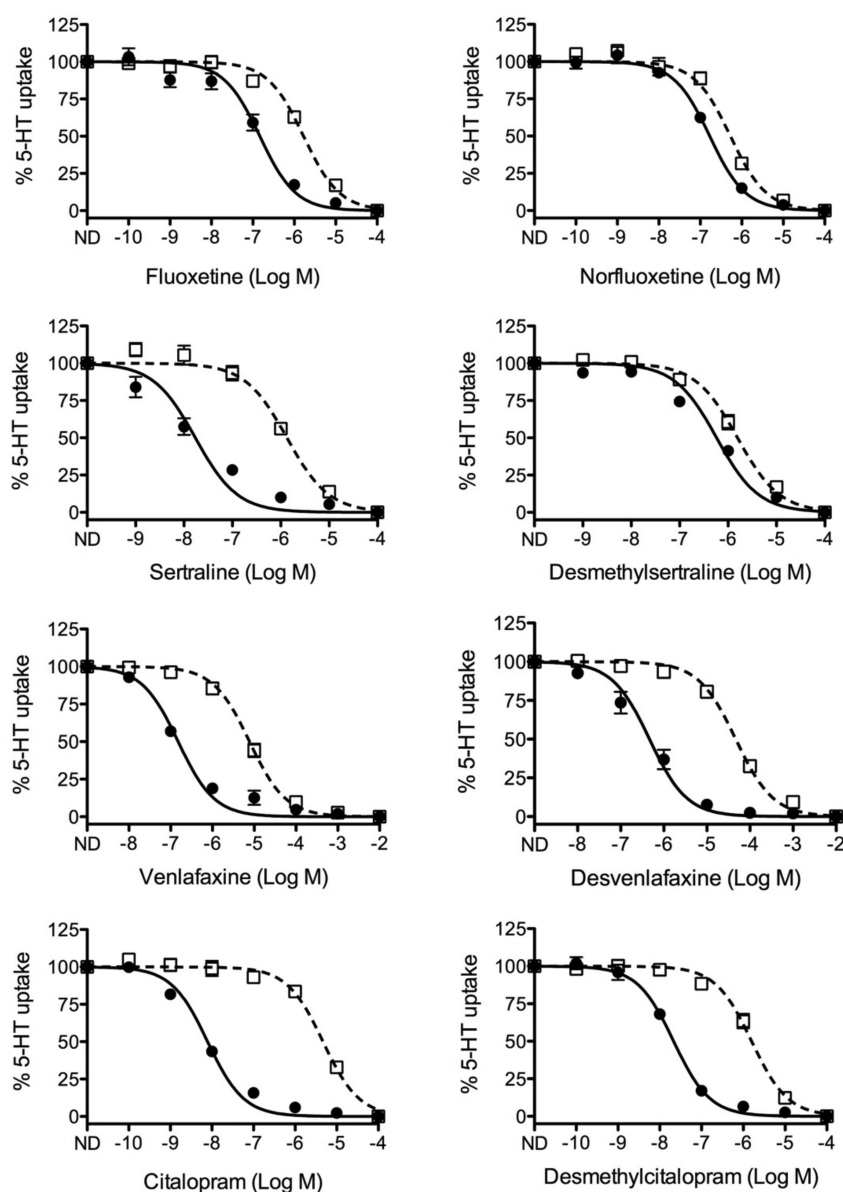 125
100
75
50
25
0
% 5-HT uptake
ND -10 -9 -8 -7 -6 -5 -4
Fluoxetine (Log M)
125
100
75
50
25
0
% 5-HT uptake
ND -10 -9 -8 -7 -6 -5 -4
Norfluoxetine (Log M)
125
100
75
50
25
0
% 5-HT uptake
ND -9 -8 -7 -6 -5 -4
Sertraline (Log M)
125
100
75
50
25
0
% 5-HT uptake
ND -9 -8 -7 -6 -5 -4
Desmethylsertraline (Log M)
125
100
75
50
25
0
% 5-HT uptake
ND -8 -7 -6 -5 -4 -3 -2
Venlafaxine (Log M)
125
100
75
50
25
0
% 5-HT uptake
ND -8 -7 -6 -5 -4 -3 -2
Desvenlafaxine (Log M)
125
100
75
50
25
0
% 5-HT uptake
ND -10 -9 -8 -7 -6 -5 -4
Citalopram (Log M)
125
100
75
50
25
0
% 5-HT uptake
ND -10 -9 -8 -7 -6 -5 -4
Desmethylcitalopram (Log M)